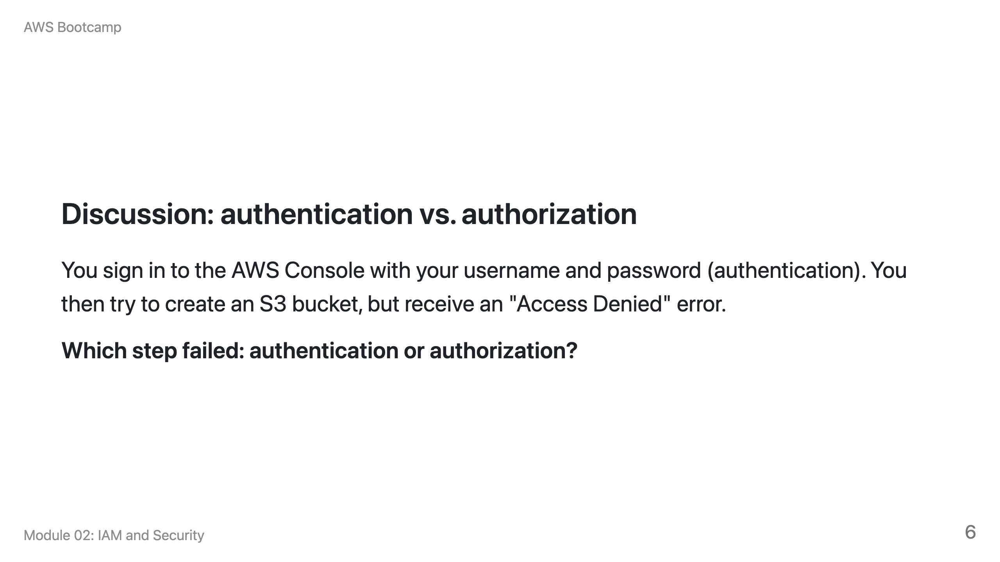 AWS Bootcamp
Discussion: authentication vs. authorization
You sign in to the AWS Console with your username and password (authentication). You
then try to create an S3 bucket, but receive an "Access Denied" error.
Which step failed: authentication or authorization?
Module 02: IAM and Security
6